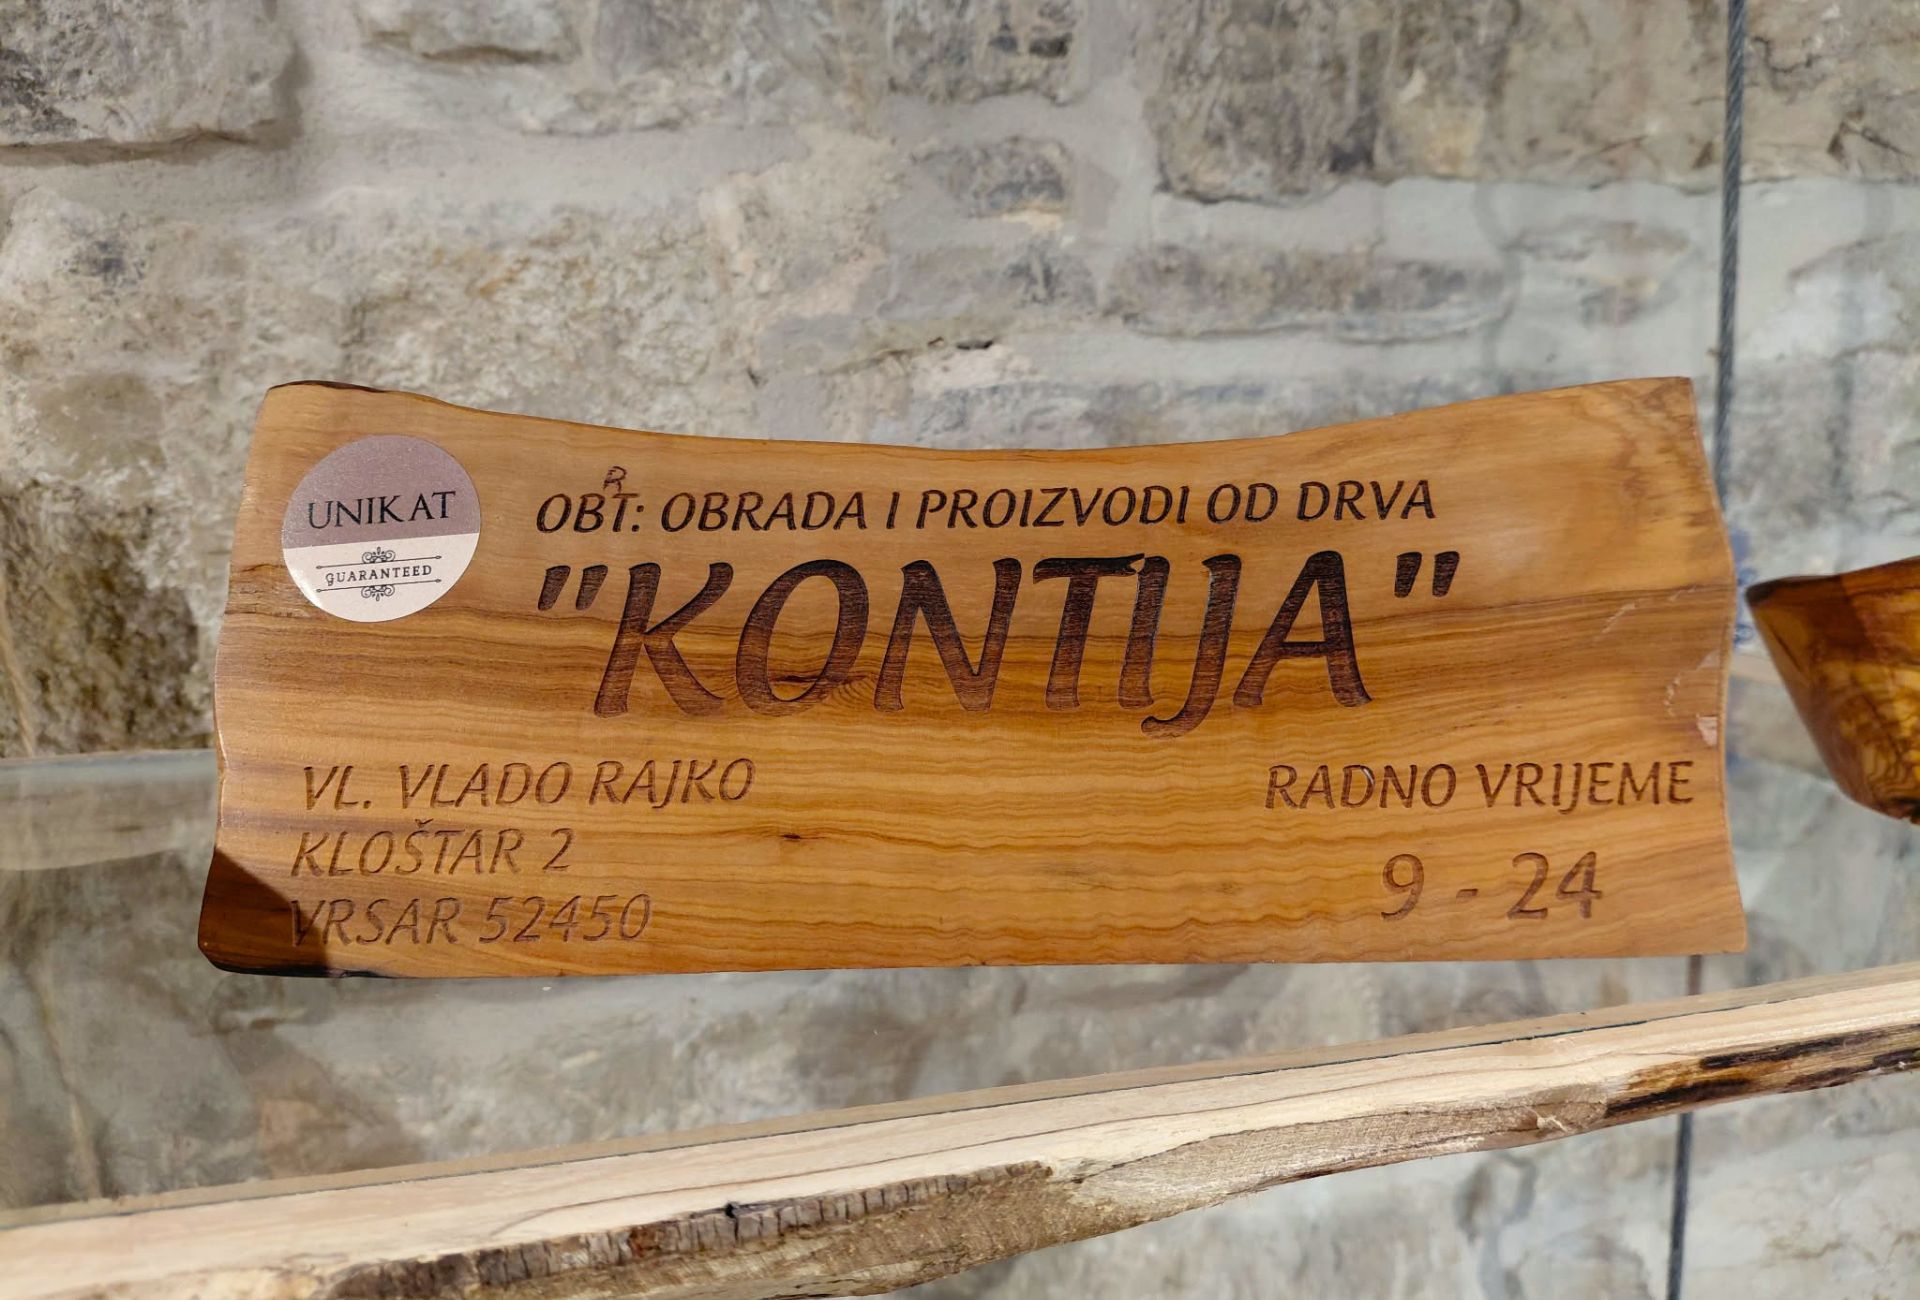 UNIKAT
GUARANTEED
OBRT: OBRADA I PROIZVODI OD DRVA
"KONTIJA"
VL. VLADO RAJKO
KLOŠTAR 2
VRSAR 52450
RADNO VRIJEME
9 - 24